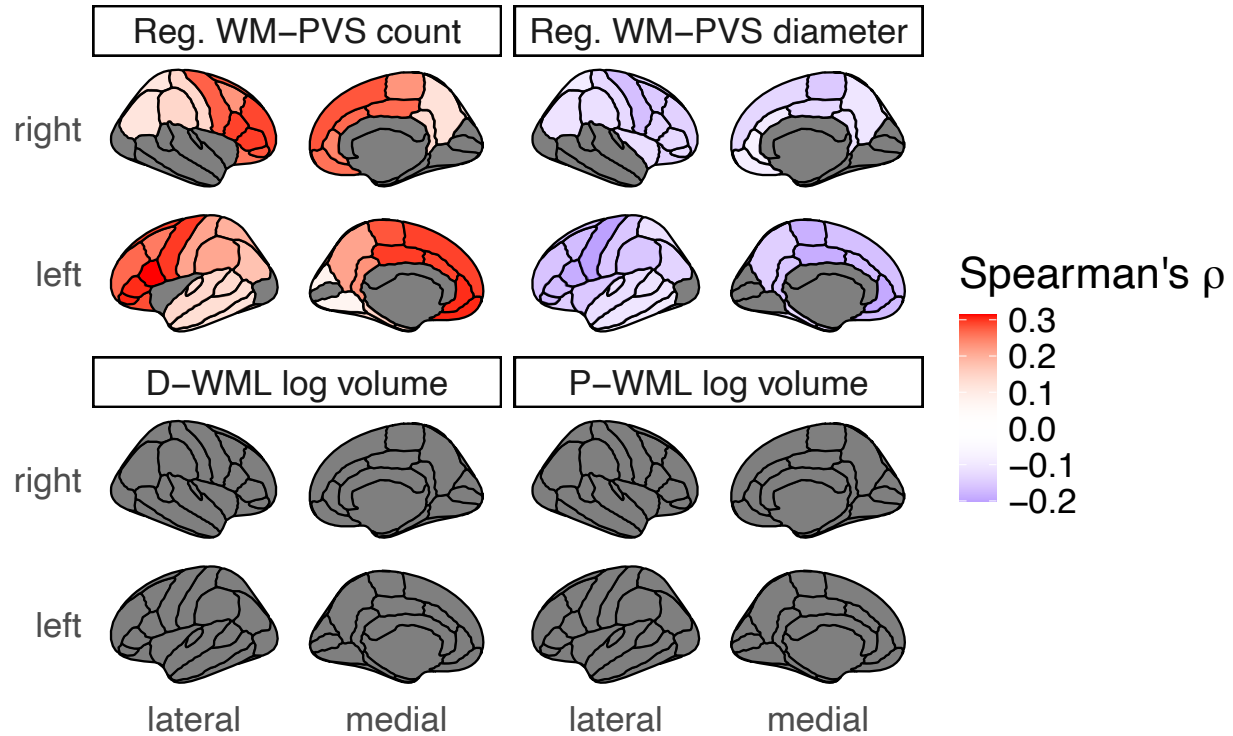 Reg. WM−PVS count
Reg. WM−PVS diameter
right
left
Spearman's ρ
0.3
0.2
0.1
0.0
−0.1
−0.2
D−WML log volume
P−WML log volume
right
left
lateral
medial
lateral
medial